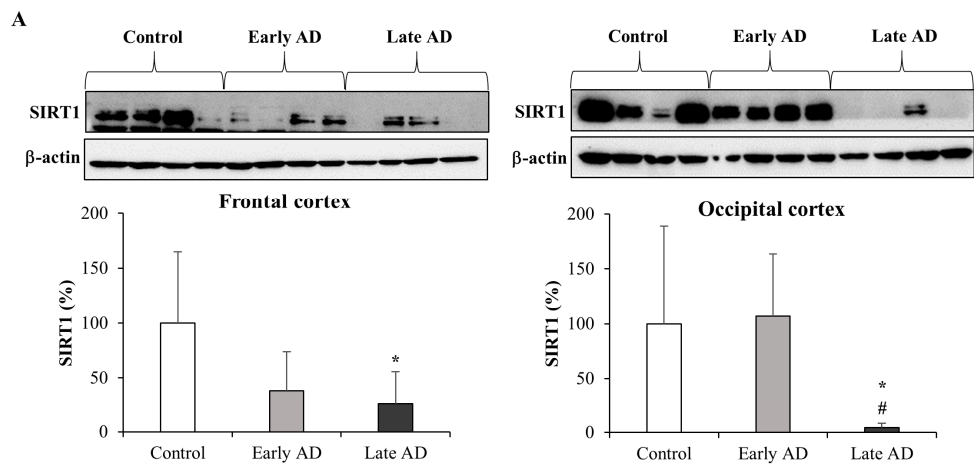 A
Control Early AD Late AD
SIRT1
β-actin
Frontal cortex
200
150
100
50
0
SIRT1 (%)
*
Control Early AD Late AD
Control Early AD Late AD
SIRT1
β-actin
Occipital cortex
200
150
100
50
0
SIRT1 (%)
*
#
Control Early AD Late AD